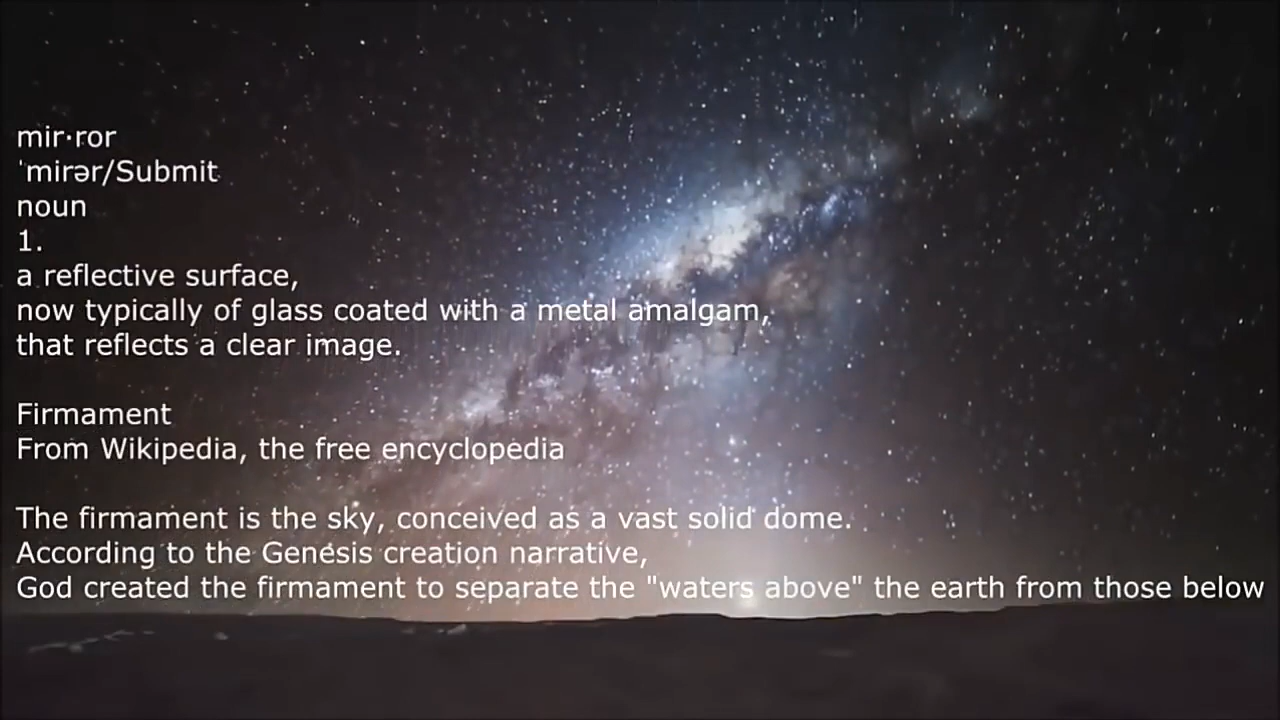 mir·ror
ˈmirər/Submit
noun
1.
a reflective surface,
now typically of glass coated with a metal amalgam,
that reflects a clear image.
Firmament
From Wikipedia, the free encyclopedia
The firmament is the sky, conceived as a vast solid dome.
According to the Genesis creation narrative,
God created the firmament to separate the "waters above" the earth from those below